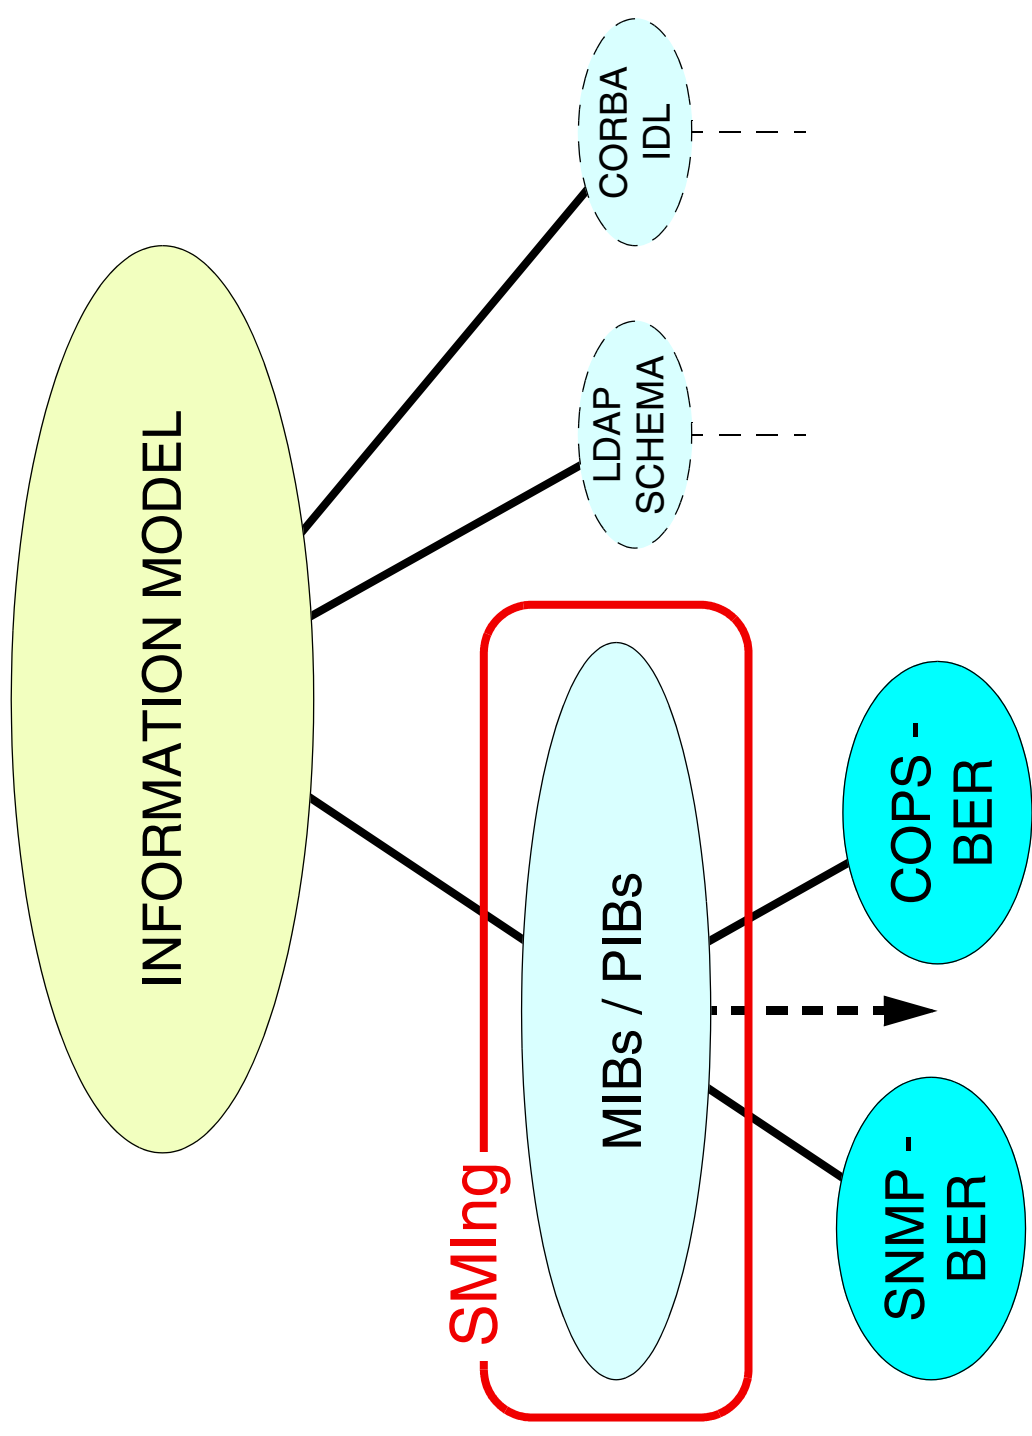 INFORMATION MODEL
SMIng
MIBs / PIBs
LDAP
SCHEMA
CORBA
IDL
SNMP -
BER
COPS -
BER